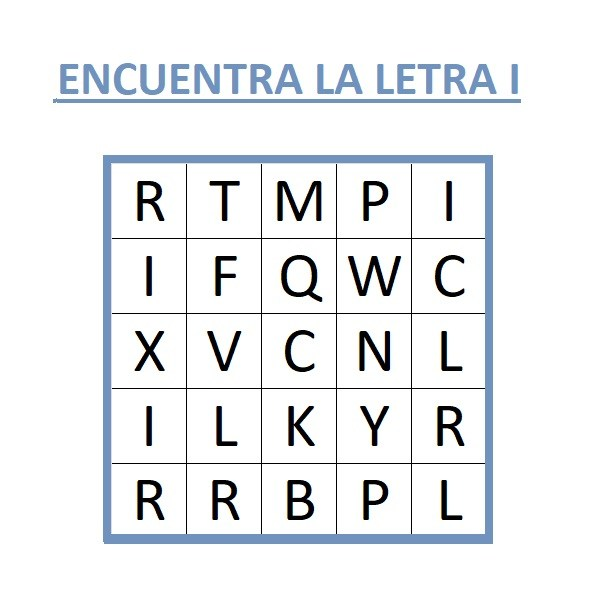 ENCUENTRA LA LETRA I
R T M P I
I F Q W C
X V C N L
I L K Y R
R R B P L